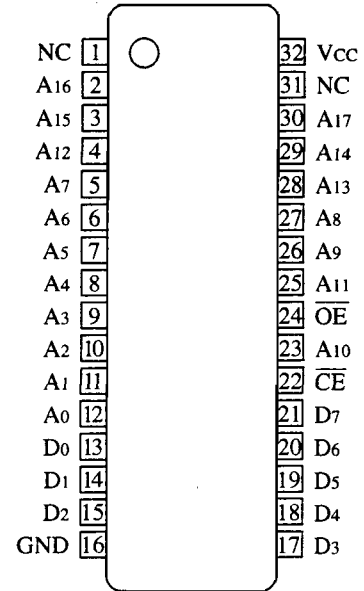 NC 1 32 VCC
A16 2 31 NC
A15 3 30 A17
A12 4 29 A14
A7 5 28 A13
A6 6 27 A8
A5 7 26 A9
A4 8 25 A11
A3 9 24 O̅E̅
A2 10 23 A10
A1 11 22 C̅E̅
A0 12 21 D7
D0 13 20 D6
D1 14 19 D5
D2 15 18 D4
GND 16 17 D3